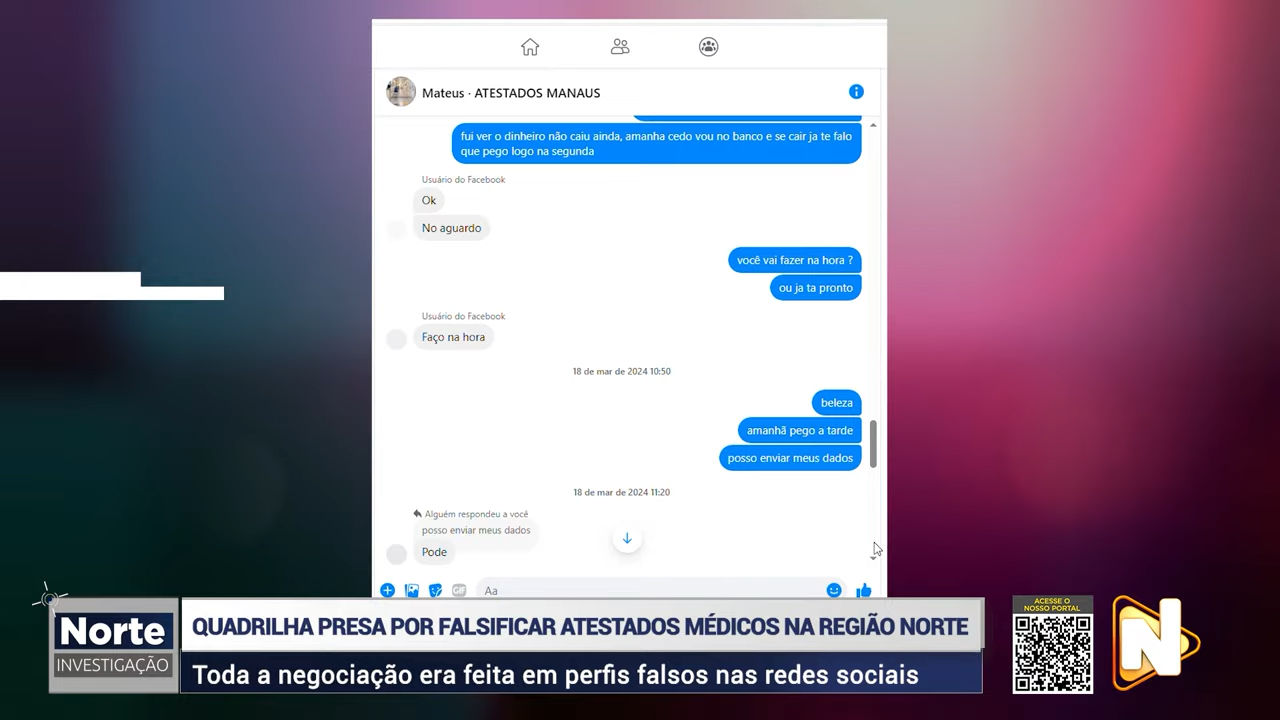 Mateus · ATESTADOS MANAUS
fui ver o dinheiro não caiu ainda, amanha cedo vou no banco e se cair ja te falo
que pego logo na segunda
Usuário do Facebook
Ok
No aguardo
você vai fazer na hora ?
ou ja ta pronto
Usuário do Facebook
Faço na hora
18 de mar de 2024 10:50
beleza
amanhã pego a tarde
posso enviar meus dados
18 de mar de 2024 11:20
Alguém respondeu a você
posso enviar meus dados
Pode
GIF
Aa
Norte
INVESTIGAÇÃO
QUADRILHA PRESA POR FALSIFICAR ATESTADOS MÉDICOS NA REGIÃO NORTE
Toda a negociação era feita em perfis falsos nas redes sociais
ACESSE O
NOSSO PORTAL
N